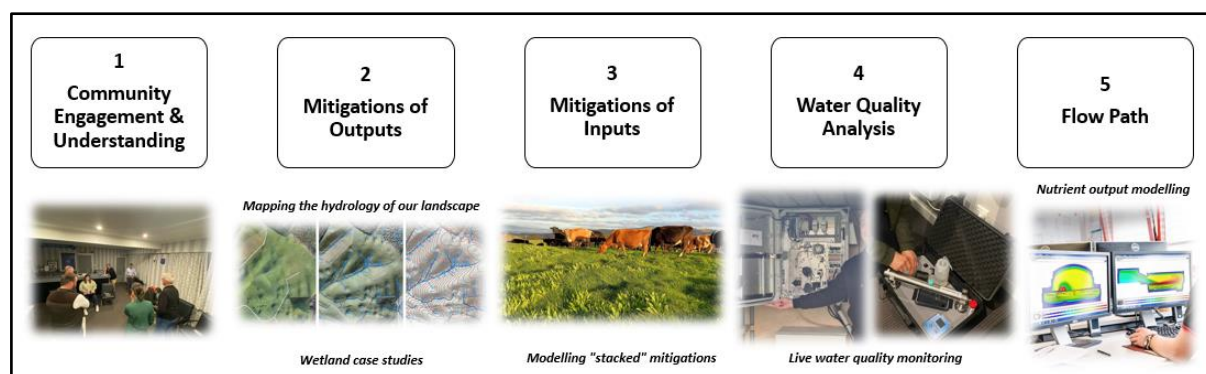 1
Community
Engagement &
Understanding
2
Mitigations of
Outputs
3
Mitigations of
Inputs
4
Water Quality
Analysis
5
Flow Path
Mapping the hydrology of our landscape
Wetland case studies
Modelling "stacked" mitigations
Live water quality monitoring
Nutrient output modelling